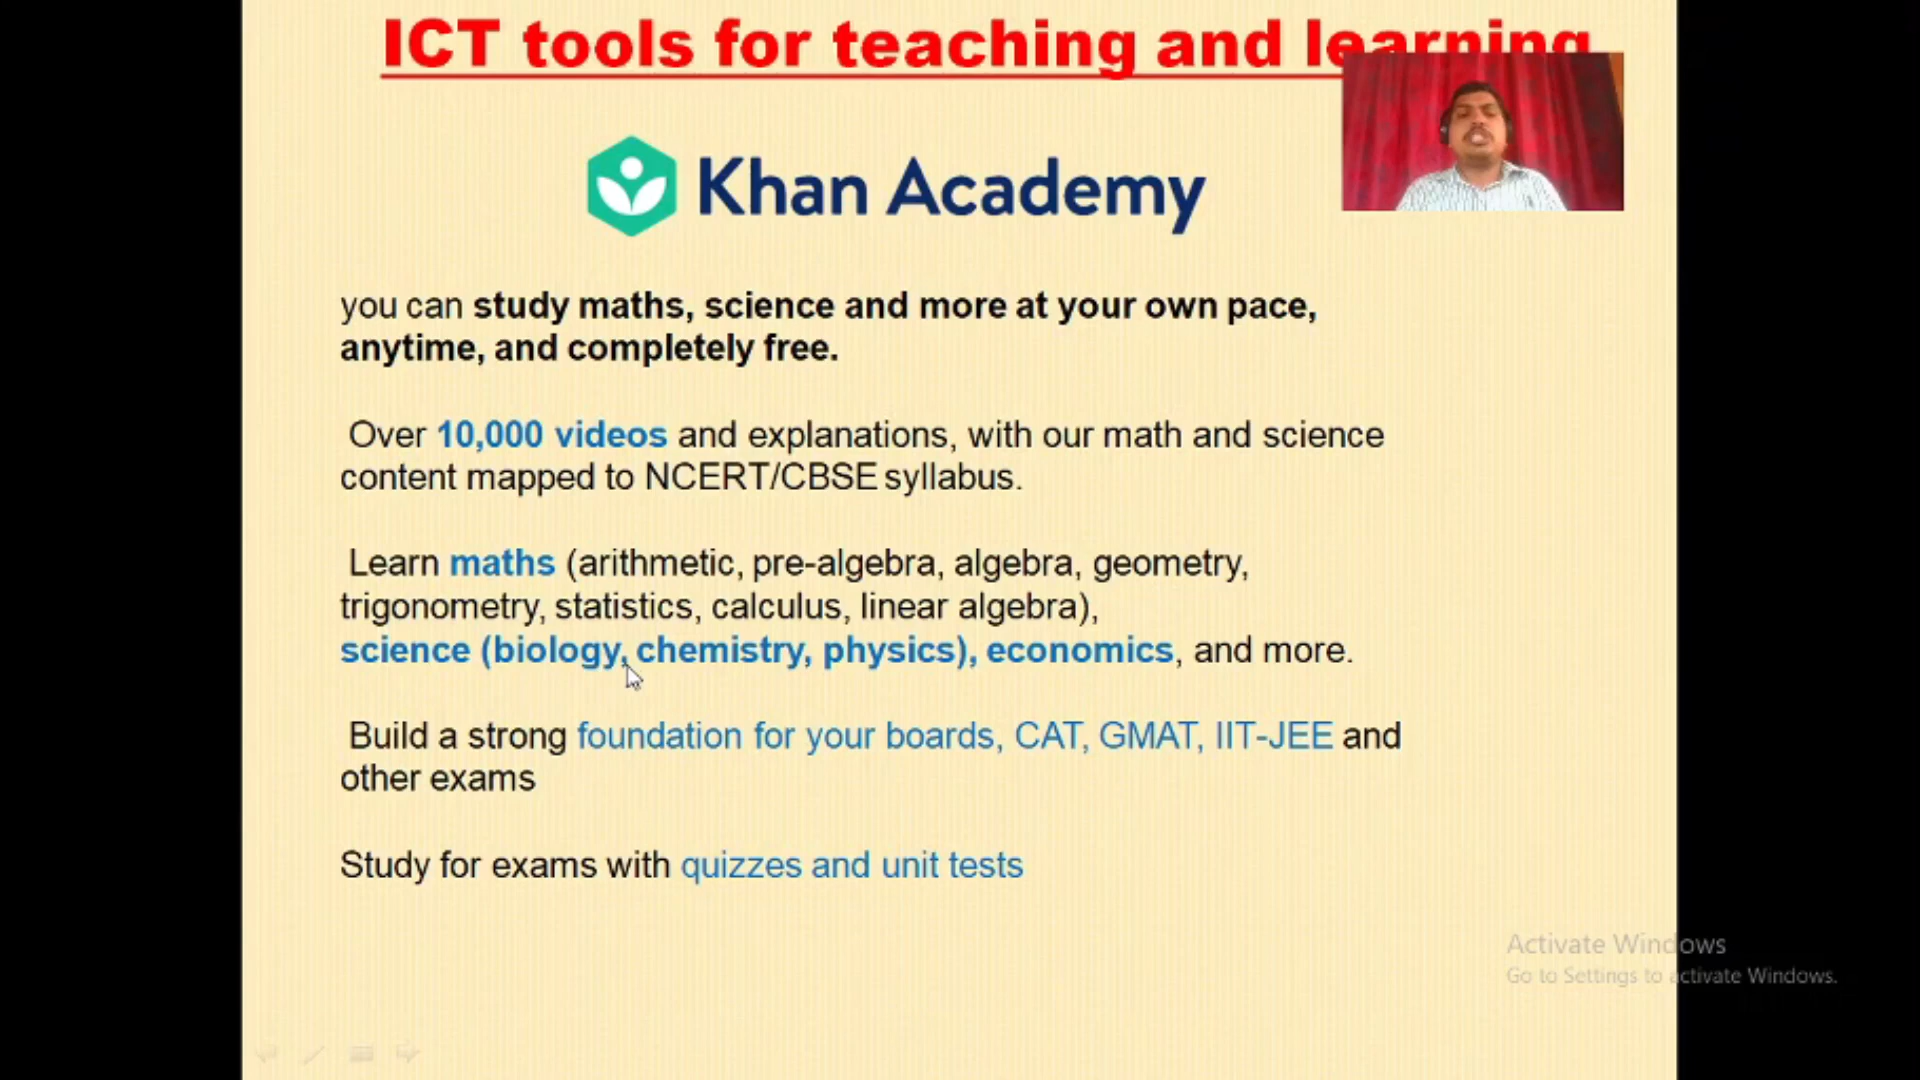 ICT tools for teaching and learning
Khan Academy
you can study maths, science and more at your own pace,
anytime, and completely free.
Over 10,000 videos and explanations, with our math and science
content mapped to NCERT/CBSE syllabus.
Learn maths (arithmetic, pre-algebra, algebra, geometry,
trigonometry, statistics, calculus, linear algebra),
science (biology, chemistry, physics), economics, and more.
Build a strong foundation for your boards, CAT, GMAT, IIT-JEE and
other exams
Study for exams with quizzes and unit tests
Activate Windows
Go to Settings to activate Windows.